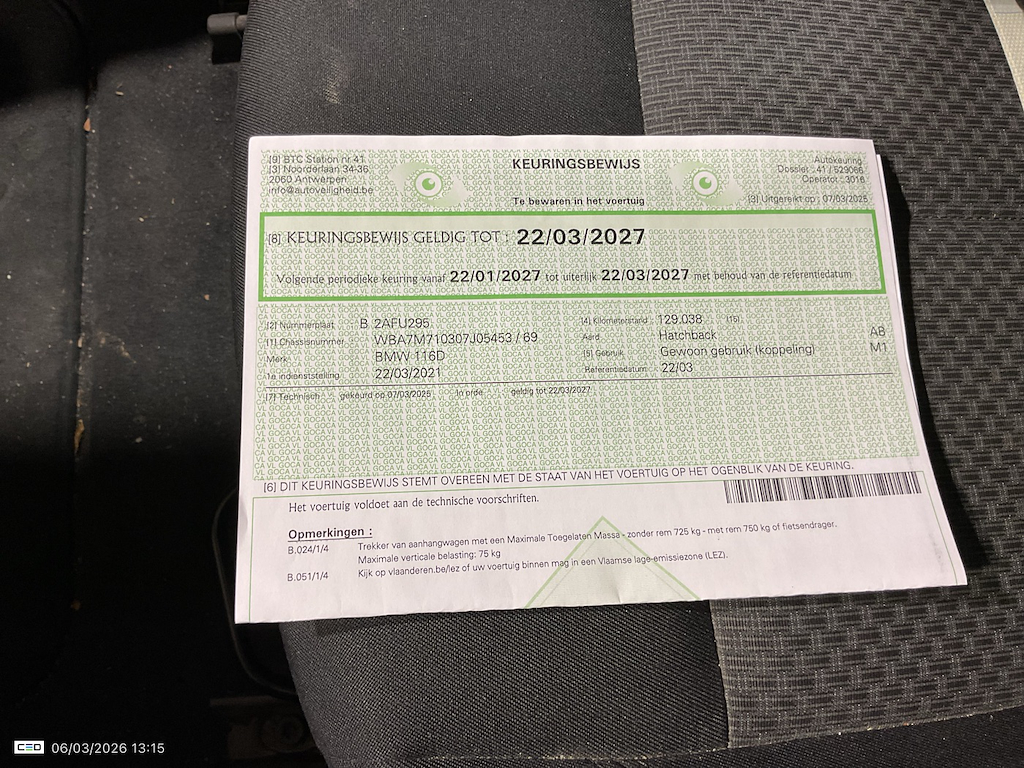 [9] BTC Station nr 41
[3] Noorderlaan 34-36
2060 Antwerpen
info@autoveiligheid.be
KEURINGSBEWIJS
Te bewaren in het voertuig
Autokeuring
Dossier : 41 / 529066
Operator : 3018
[3] Uitgereikt op : 07/03/2025
[8] KEURINGSBEWIJS GELDIG TOT : 22/03/2027
Volgende periodieke keuring vanaf 22/01/2027 tot uiterlijk 22/03/2027 met behoud van de referentiedatum
[2] Nummerplaat B 2AFU295
[1] Chassisnummer WBA7M710307J05453 / 69
Merk BMW 116D
1e indienststelling 22/03/2021
[4] Kilometerstand : 129.038 (15)
Aard Hatchback AB
[5] Gebruik Gewoon gebruik (koppeling) M1
Referentiedatum 22/03
[7] Technisch gekeurd op 07/03/2025 In orde geldig tot 22/03/2027
[6] DIT KEURINGSBEWIJS STEMT OVEREEN MET DE STAAT VAN HET VOERTUIG OP HET OGENBLIK VAN DE KEURING.
Het voertuig voldoet aan de technische voorschriften.
Opmerkingen :
B.024/1/4 Trekker van aanhangwagen met een Maximale Toegelaten Massa - zonder rem 725 kg - met rem 750 kg of fietsendrager.
Maximale verticale belasting: 75 kg
B.051/1/4 Kijk op vlaanderen.be/lez of uw voertuig binnen mag in een Vlaamse lage-emissiezone (LEZ).
CEO 06/03/2026 13:15